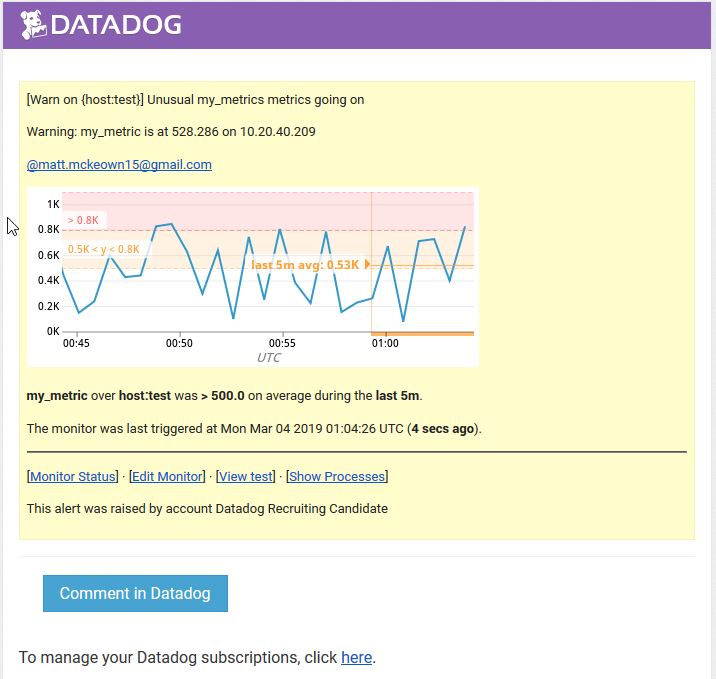 DATADOG
[Warn on {host:test}] Unusual my_metrics metrics going on
Warning: my_metric is at 528.286 on 10.20.40.209
@matt.mckeown15@gmail.com
1K
> 0.8K
0.8K
0.5K < y < 0.8K
0.6K
last 5m avg: 0.53K
0.4K
0.2K
0K
00:45 00:50 00:55 01:00
UTC
my_metric over host:test was > 500.0 on average during the last 5m.
The monitor was last triggered at Mon Mar 04 2019 01:04:26 UTC (4 secs ago).
[Monitor Status] · [Edit Monitor] · [View test] · [Show Processes]
This alert was raised by account Datadog Recruiting Candidate
Comment in Datadog
To manage your Datadog subscriptions, click here.